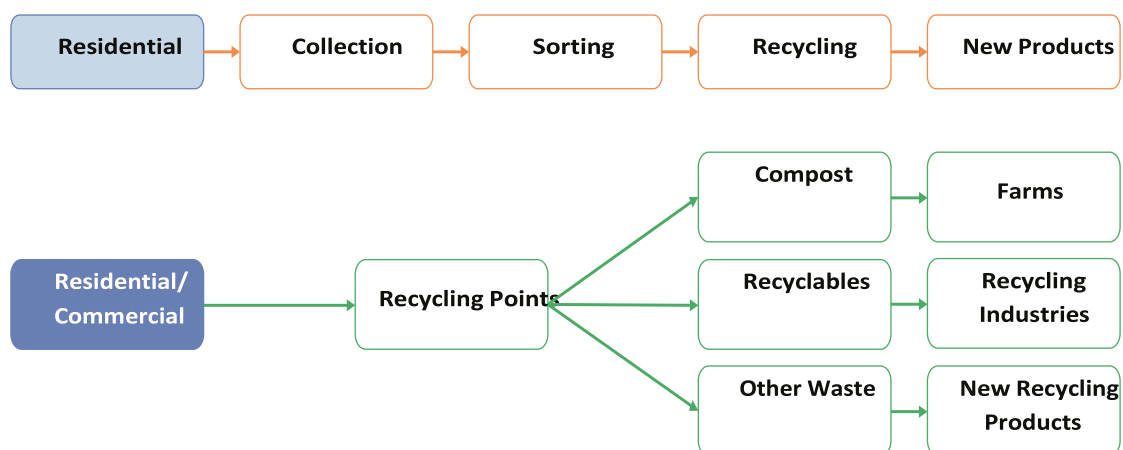 Residential
Collection
Sorting
Recycling
New Products
Compost
Farms
Residential/
Commercial
Recycling Points
Recyclables
Recycling
Industries
Other Waste
New Recycling
Products